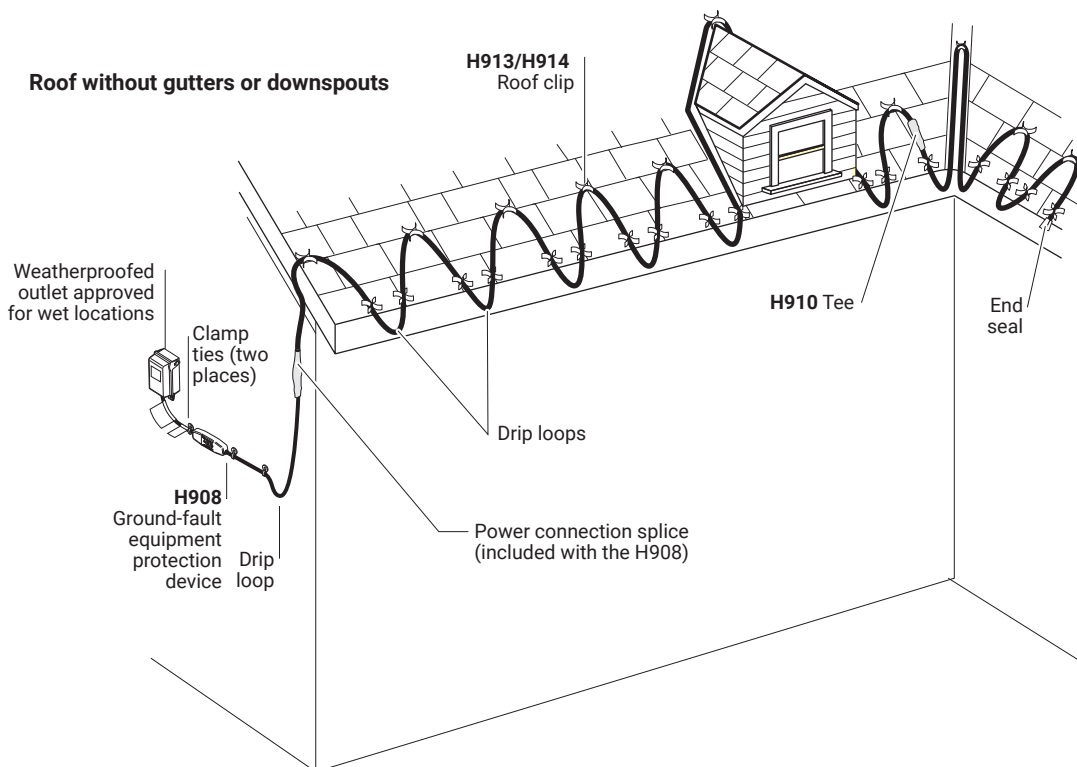 Roof without gutters or downspouts
H913/H914
Roof clip
Weatherproofed
outlet approved
for wet locations
Clamp
ties (two
places)
H910 Tee
End
seal
Drip loops
H908
Ground-fault
equipment
protection
device
Drip
loop
Power connection splice
(included with the H908)